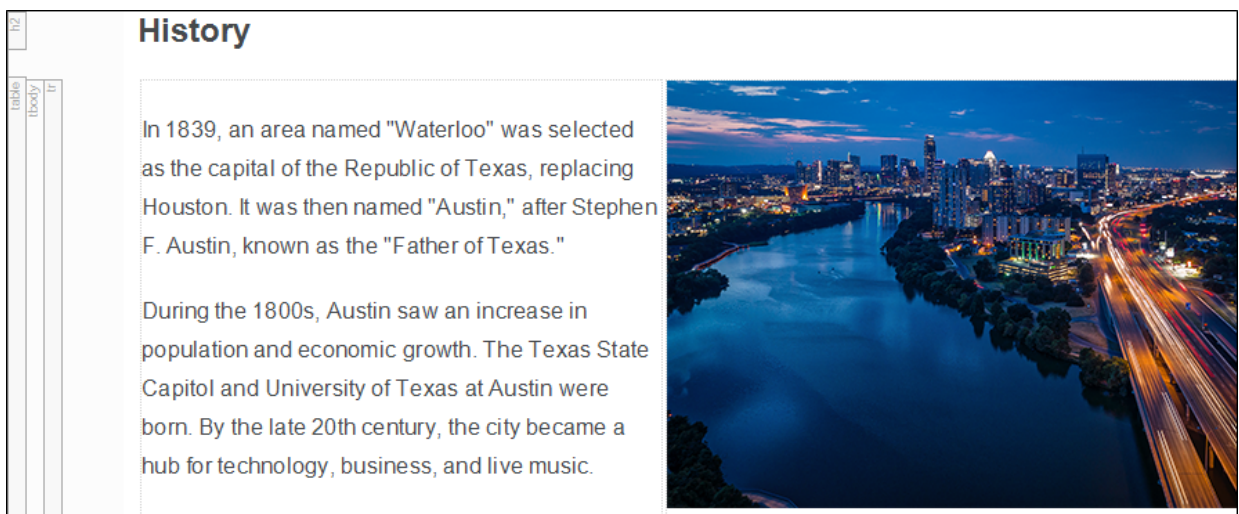 h2
History
table
tbody
tr
In 1839, an area named "Waterloo" was selected
as the capital of the Republic of Texas, replacing
Houston. It was then named "Austin," after Stephen
F. Austin, known as the "Father of Texas."
During the 1800s, Austin saw an increase in
population and economic growth. The Texas State
Capitol and University of Texas at Austin were
born. By the late 20th century, the city became a
hub for technology, business, and live music.